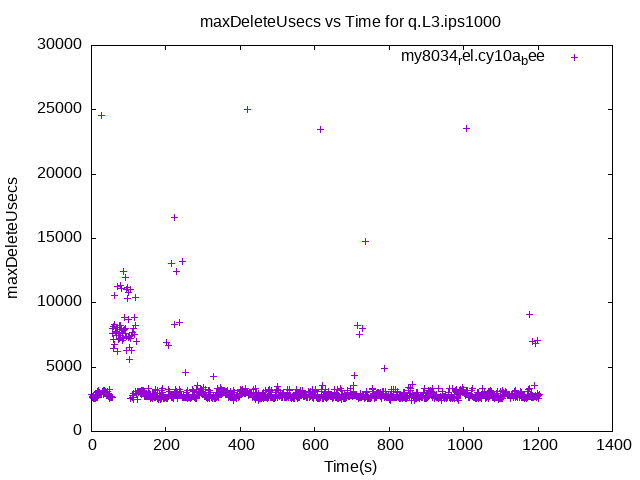 maxDeleteUsecs vs Time for q.L3.ips1000
my8034rel.cy10abee
30000
25000
20000
15000
10000
5000
0
maxDeleteUsecs
0 200 400 600 800 1000 1200 1400
Time(s)